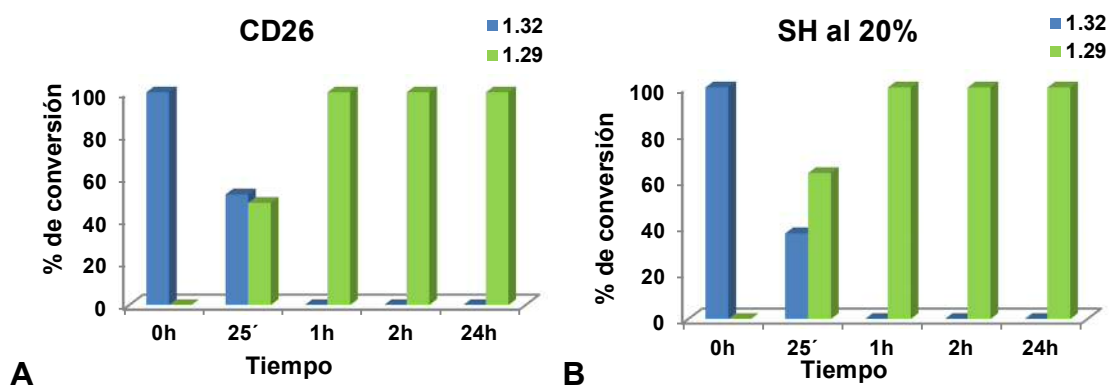 CD26
1.32
1.29
% de conversión
100
80
60
40
20
0
0h 25´ 1h 2h 24h
Tiempo
A
SH al 20%
1.32
1.29
% de conversión
100
80
60
40
20
0
0h 25´ 1h 2h 24h
Tiempo
B